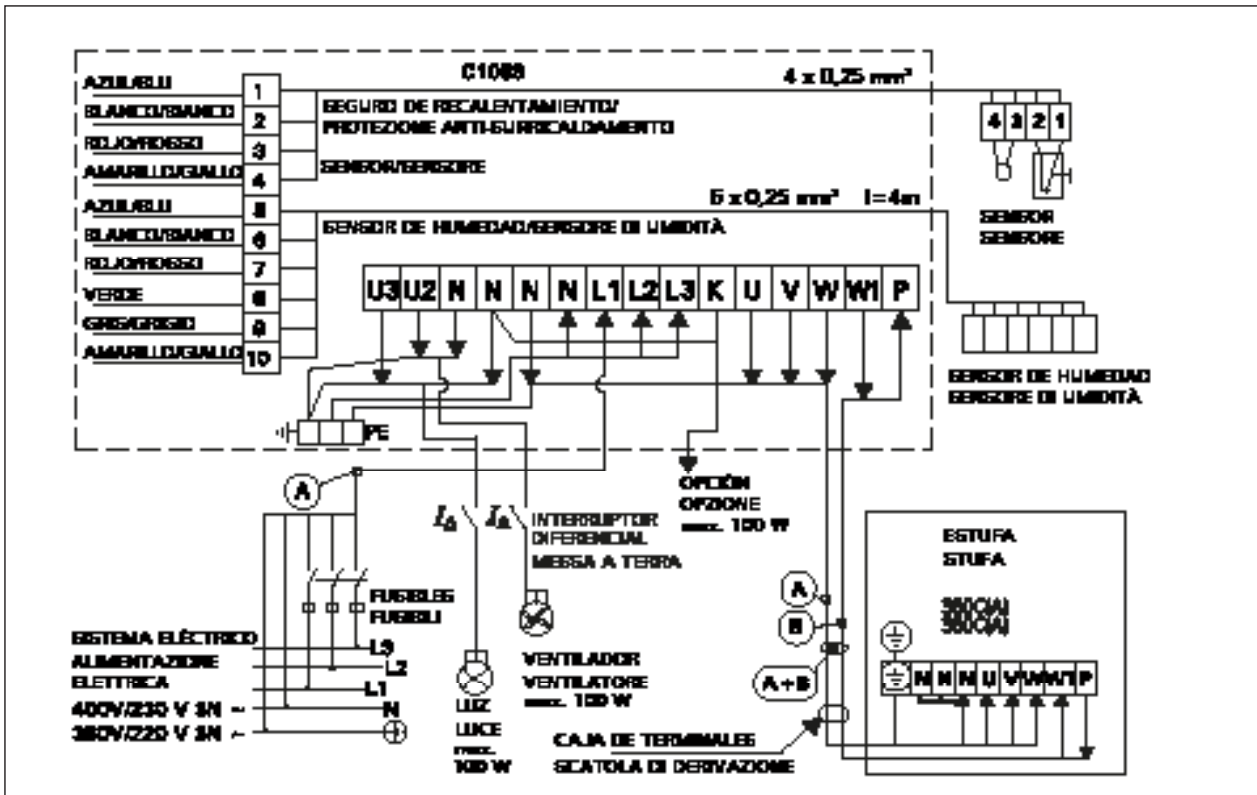 C1089
4 x 0,25 mm²
AZUL/BLU
1
BLANCO/BIANCO
2
ROJO/ROSSO
3
AMARILLO/GIALLO
4
AZUL/BLU
5
BLANCO/BIANCO
6
ROJO/ROSSO
7
VERDE
8
GRIS/GRIGIO
9
AMARILLO/GIALLO
10
SEGURO DE RECALENTAMIENTO/
PROTEZIONE ANTI-SURRICALDAMENTO
SENSOR/SENSORE
5 x 0,25 mm² l=4m
SENSOR DE HUMEDAD/SENSORE DI UMIDITÀ
4 3 2 1
SENSOR
SENSORE
U3 U2 N N N N L1 L2 L3 K U V W W1 P
SENSOR DE HUMEDAD
SENSORE DI UMIDITÀ
PE
A
OPCIÓN
OPZIONE
max. 100 W
INTERRUPTOR
DIFERENCIAL
MESSA A TERRA
FUSIBLES
FUSIBILI
SISTEMA ELÉCTRICO
ALIMENTAZIONE
ELETTRICA
400V/230 V 3N ~
380V/220 V 3N ~
L3
L2
L1
N
LUZ
LUCE
max.
100 W
VENTILADOR
VENTILATORE
max. 100 W
A
B
A+B
CAJA DE TERMINALES
SCATOLA DI DERIVAZIONE
ESTUFA
STUFA
N N N U V W W1 P